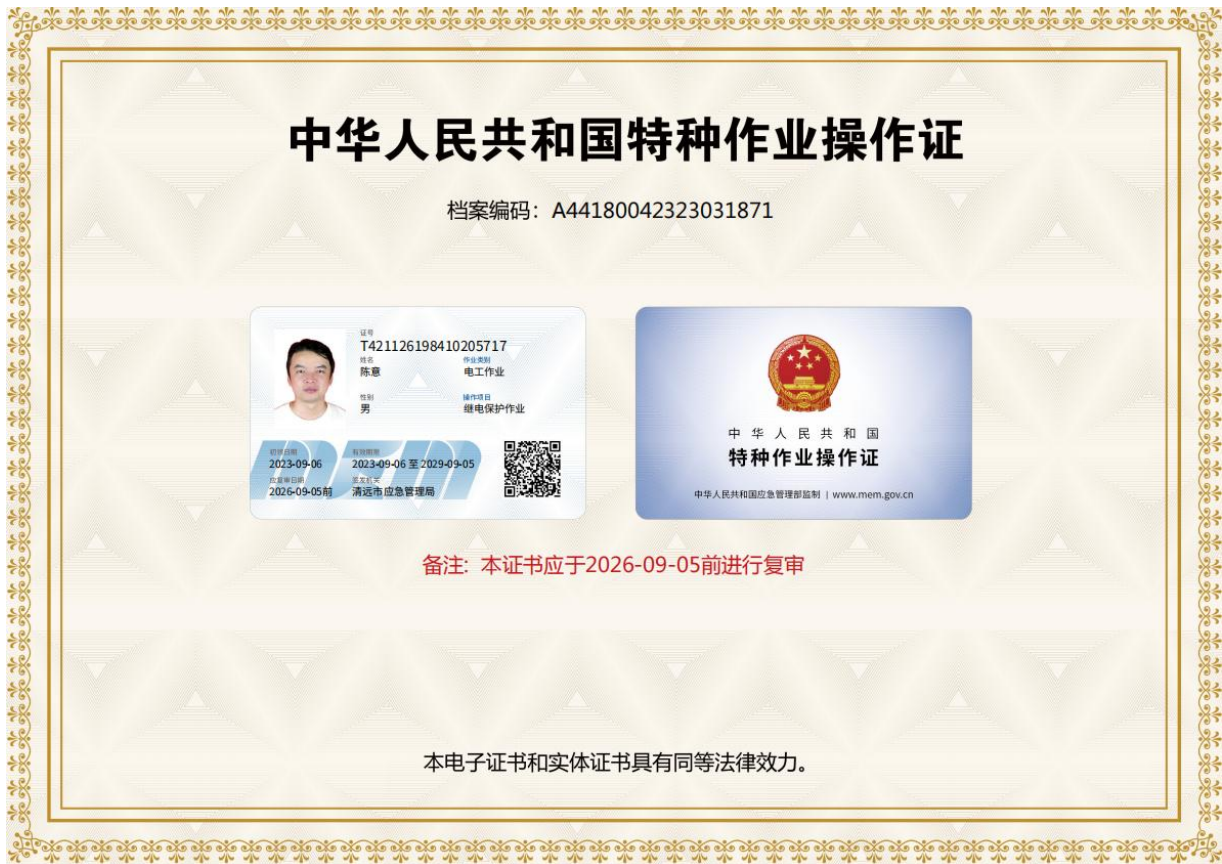 中华人民共和国特种作业操作证
档案编码：A44180042323031871
证号
T421126198410205717
姓名 作业类别
陈意 电工作业
性别 操作项目
男 继电保护作业
初领日期 有效期限
2023-09-06 2023-09-06 至 2029-09-05
应复审日期 签发机关
2026-09-05前 清远市应急管理局
中华人民共和国
特种作业操作证
中华人民共和国应急管理部监制 | www.mem.gov.cn
备注: 本证书应于2026-09-05前进行复审
本电子证书和实体证书具有同等法律效力。